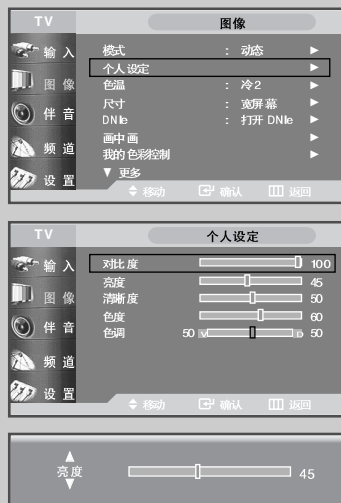 TV 图像
输入 模式 : 动态 ►
个人设定 ►
图像 色温 : 冷2 ►
尺寸 : 宽屏幕 ►
伴音 DNIe : 打开 DNIe ►
画中画 ►
频道 我的色彩控制 ►
▼ 更多
设置
移动 确认 返回
TV 个人设定
输入 对比度 100
亮度 45
图像 清晰度 50
色度 60
伴音 色调 50 50
频道
设置
移动 确认 返回
▲
亮度 45
▼